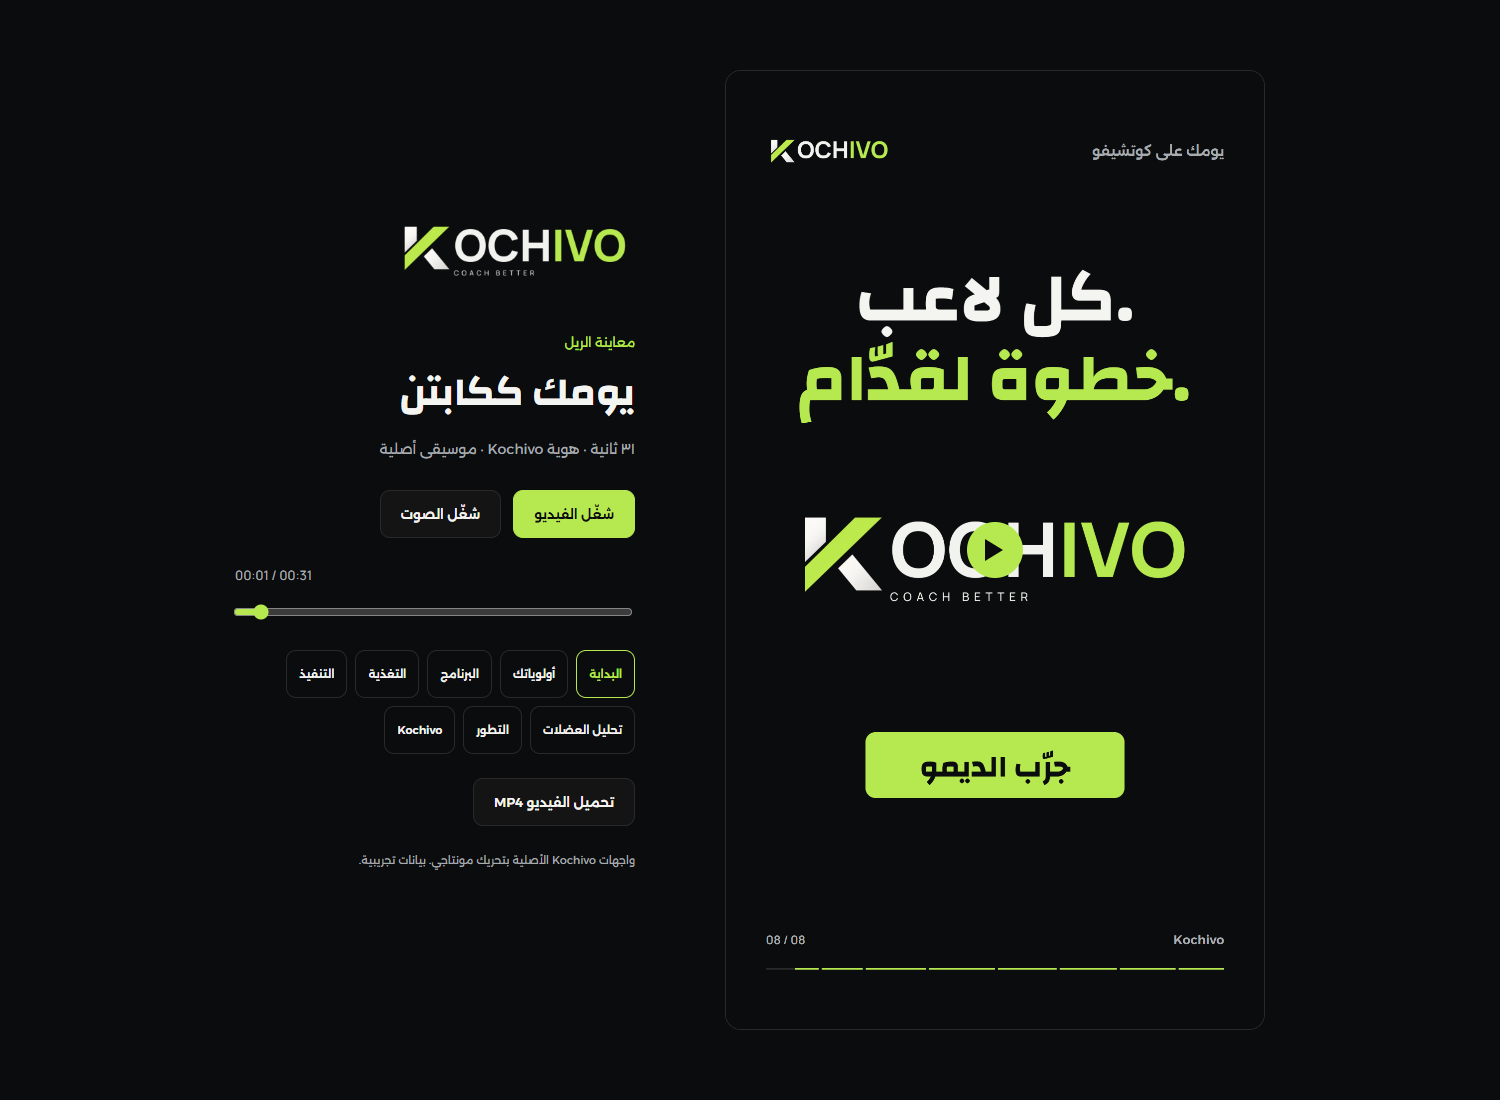 KOCHIVO
يومك على كوتشيفو
كل لاعب.
خطوة لقدّام.
KOCHIVO
COACH BETTER
جرّب الديمو
08 / 08
Kochivo
KOCHIVO
COACH BETTER
معاينة الريل
يومك ككابتن
٣١ ثانية · هوية Kochivo · موسيقى أصلية
شغّل الفيديو
شغّل الصوت
00:01 / 00:31
البداية
أولوياتك
البرنامج
التغذية
التنفيذ
تحليل العضلات
التطور
Kochivo
تحميل الفيديو MP4
واجهات Kochivo الأصلية بتحريك مونتاجي. بيانات تجريبية.